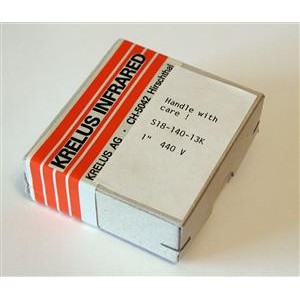 KRELUS INFRARED
KRELUS AG · CH-5042 Hirschthal
Handle with
care !
S18-140-13K
1" 440 V